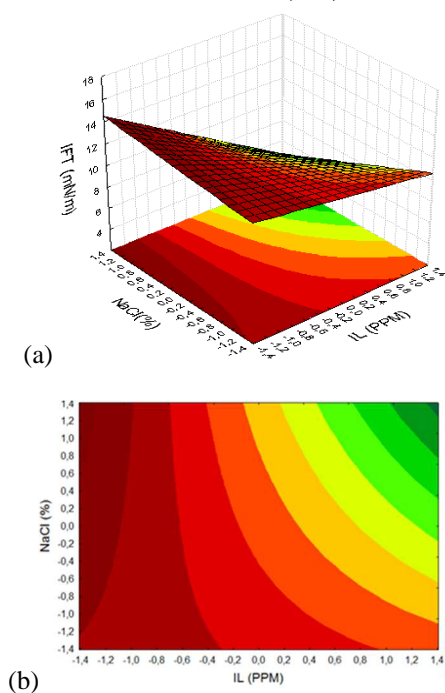 18
16
14
12
10
8
6
4
IFT (mN/m)
NaCl(%)
IL (PPM)
(a)
1,4
1,2
1,0
0,8
0,6
0,4
0,2
0,0
-0,2
-0,4
-0,6
-0,8
-1,0
-1,2
-1,4
NaCl (%)
-1,4 -1,2 -1,0 -0,8 -0,6 -0,4 -0,2 0,0 0,2 0,4 0,6 0,8 1,0 1,2 1,4
IL (PPM)
(b)